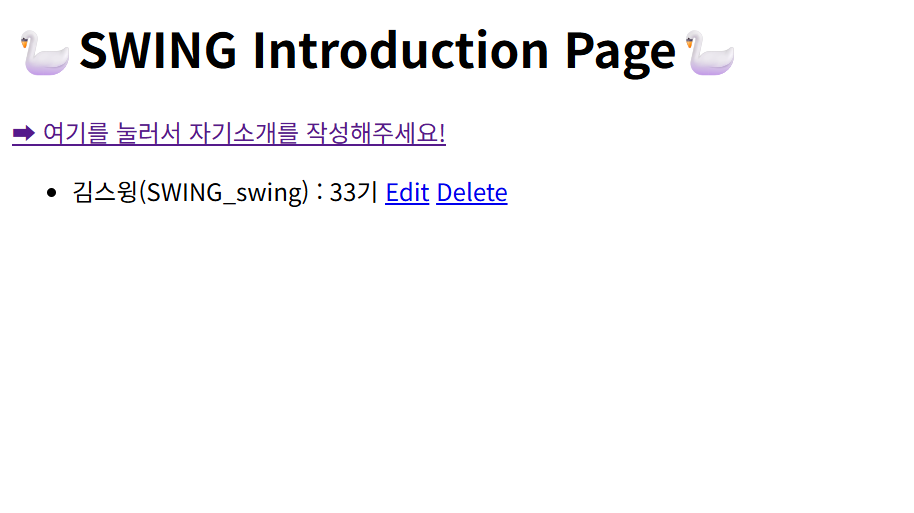 🦢SWING Introduction Page🦢
➡ 여기를 눌러서 자기소개를 작성해주세요!
• 김스윙(SWING_swing) : 33기 Edit Delete